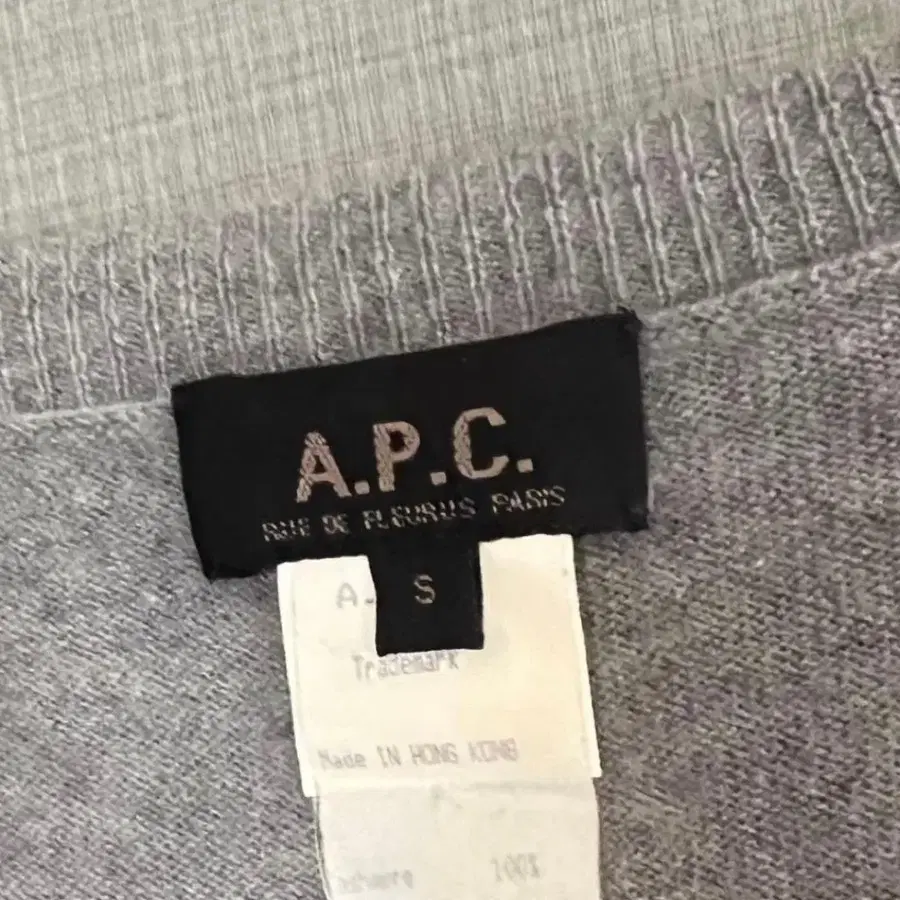 A.P.C.
RUE DE FLEURUS PARIS
S
A.
Trademark
Made IN HONG KONG
100%